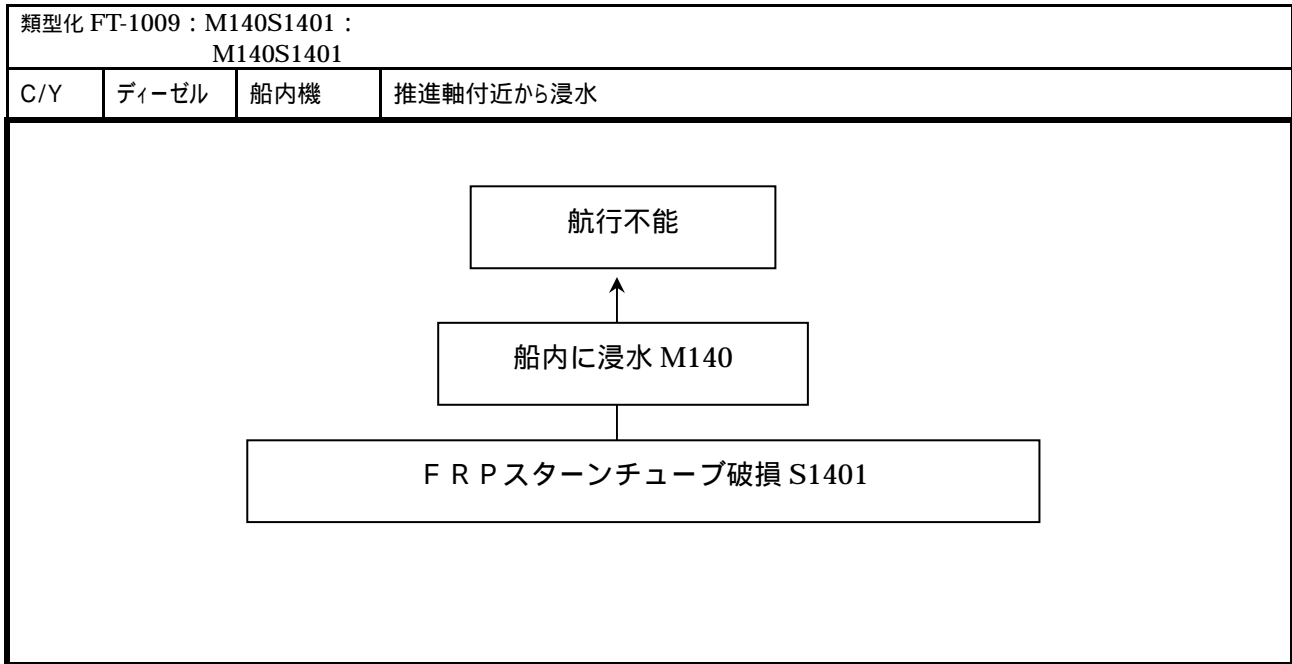 類型化 FT-1009：M140S1401：
M140S1401
C/Y ディーゼル 船内機 推進軸付近から浸水
航行不能
船内に浸水 M140
ＦＲＰスターンチューブ破損 S1401